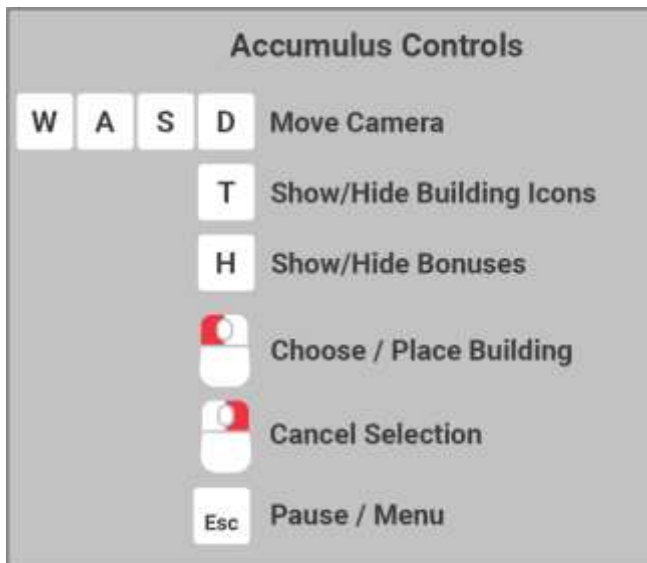 Accumulus Controls
W A S D Move Camera
T Show/Hide Building Icons
H Show/Hide Bonuses
Choose / Place Building
Cancel Selection
Esc Pause / Menu